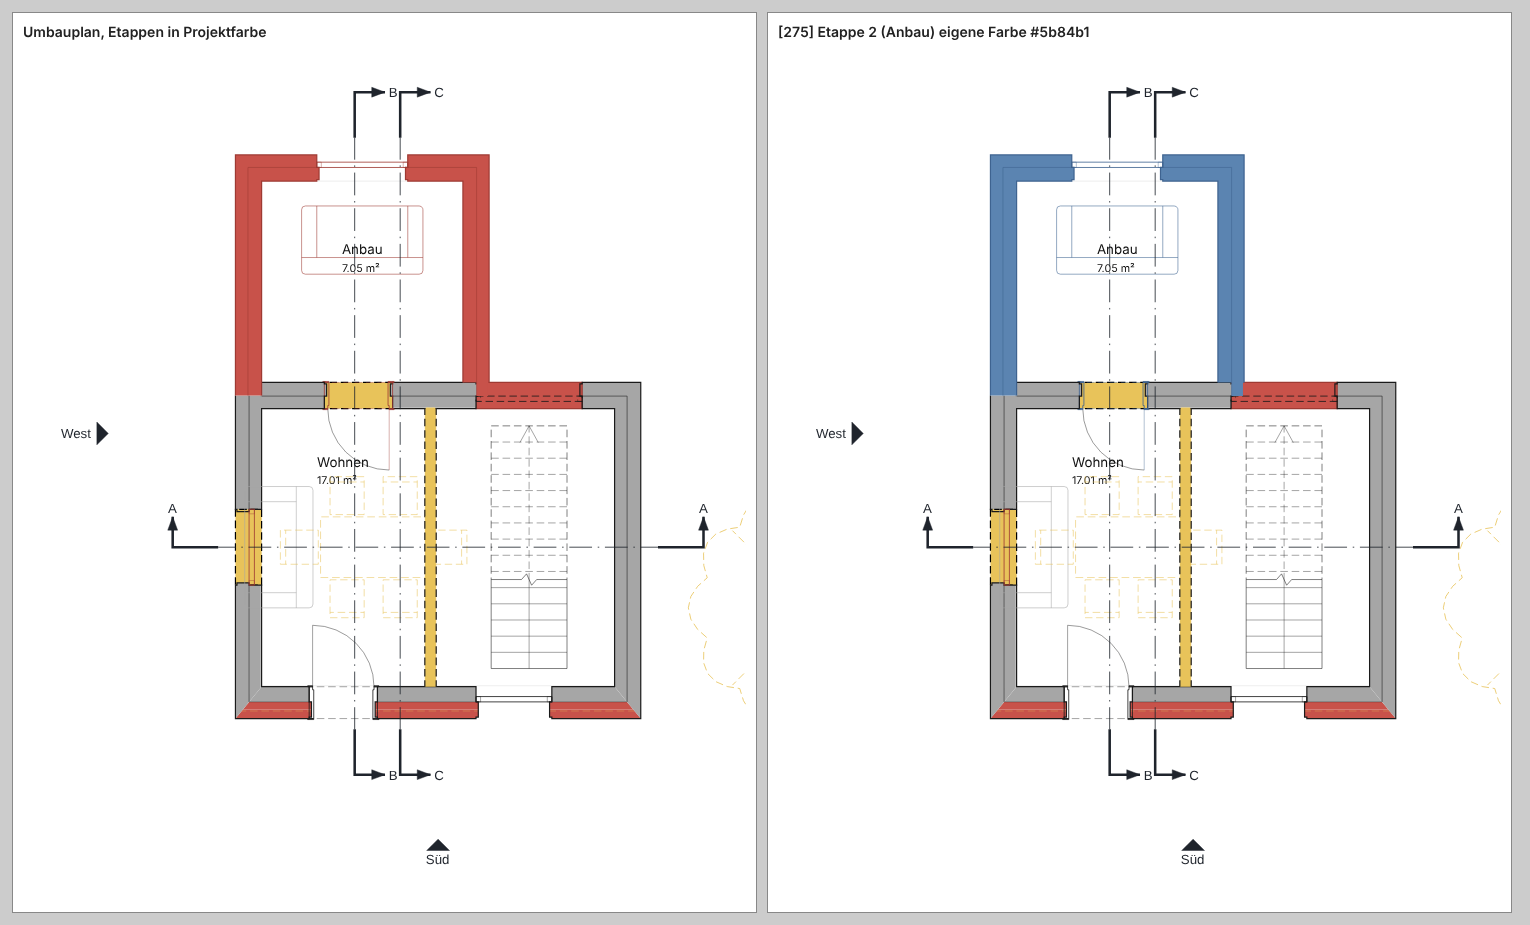 Umbauplan, Etappen in Projektfarbe
B
C
Anbau
7.05 m²
West
Wohnen
17.01 m²
A
A
B
C
Süd
[275] Etappe 2 (Anbau) eigene Farbe #5b84b1
B
C
Anbau
7.05 m²
West
Wohnen
17.01 m²
A
A
B
C
Süd